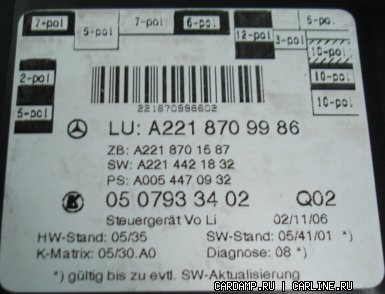 7-pol 7-pol 6-pol 6-pol
5-pol 12-pol 3-pol
10-pol
2-pol 10-pol
5-pol 10-pol
221870998602
LU: A221 870 99 86
ZB: A221 870 15 87
SW: A221 442 18 32
PS: A005 447 09 32
05 0793 34 02 Q02
Steuergerät Vo Li 02/11/06
HW-Stand: 05/35 SW-Stand: 05/41/01 *)
K-Matrix: 05/30.A0 Diagnose: 08 *)
*) gültig bis zu evtl. SW-Aktualisierung
CARDAMP.RU | CARLINE.RU